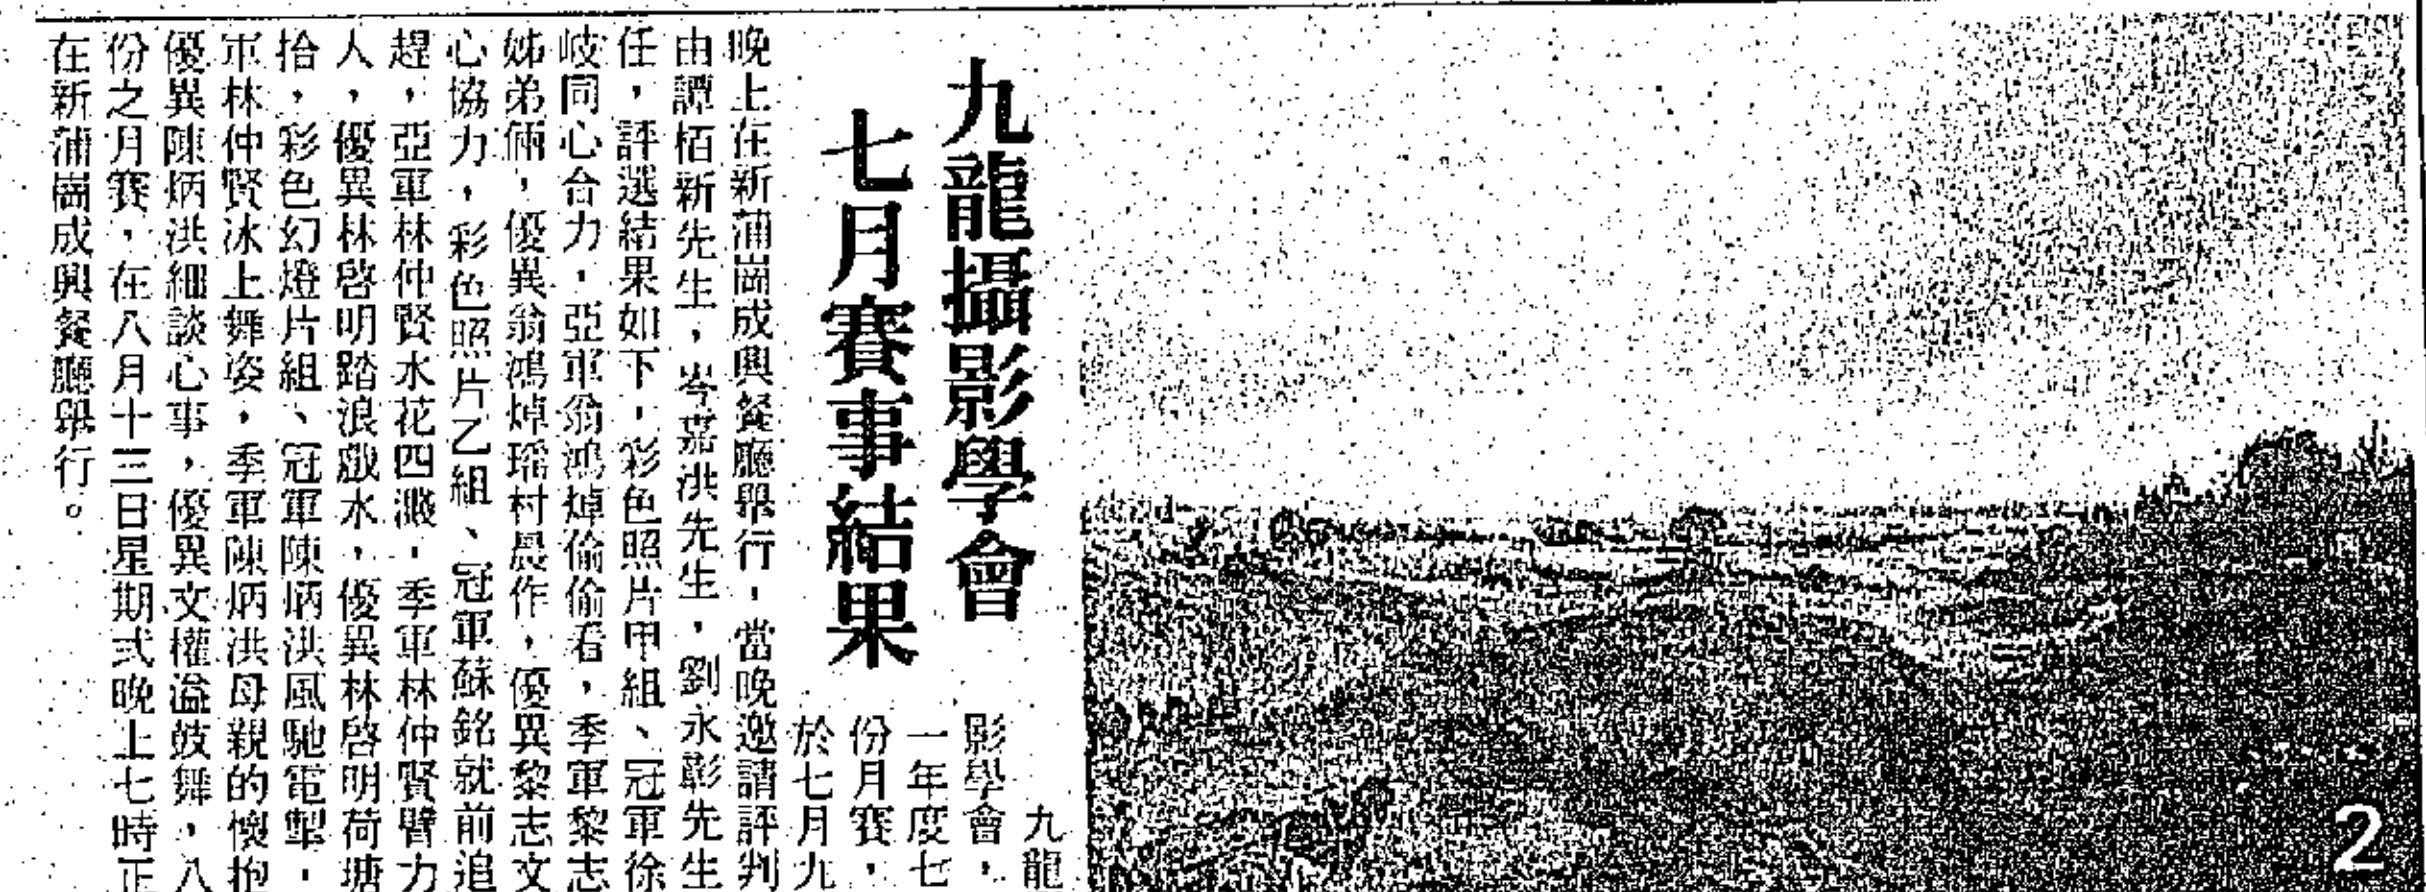 九龍攝影學會
七月賽事結果
九龍
影學會，
一年度七
份月賽，
於七月九
晚上在新蒲崗成興餐廳舉行，當晚邀請評判
由譚栢新先生，岑嘉洪先生，劉永彰先生
任，評選結果如下，彩色照片甲組、冠軍徐
岐同心合力，亞軍翁鴻焯偷偷看，季軍黎志
姊弟倆，優異翁鴻焯瑤村晨作，優異黎志文
心協力，彩色照片乙組、冠軍蘇銘就前追
趕，亞軍林仲賢水花四濺，季軍林仲賢臂力
人，優異林啓明踏浪戲水，優異林啓明荷塘
拾，彩色幻燈片組、冠軍陳炳洪風馳電掣，
軍林仲賢冰上舞姿，季軍陳炳洪母親的懷抱
優異陳炳洪細談心事，優異文權溢鼓舞，八
份之月賽，在八月十三日星期弍晚上七時正
在新蒲崗成興餐廳舉行。
2